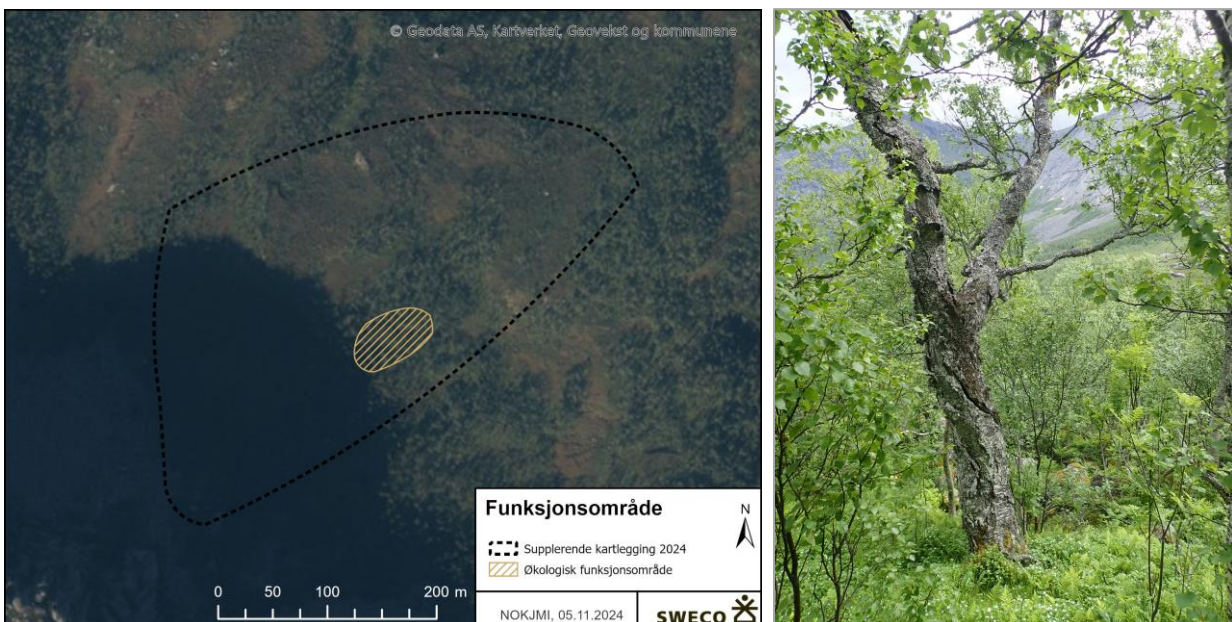 © Geodata AS, Kartverket, Geovekst og kommunene
Funksjonsområde
N
Supplerende kartlegging 2024
Økologisk funksjonsområde
0 50 100 200 m
NOKJMI, 05.11.2024
SWECO